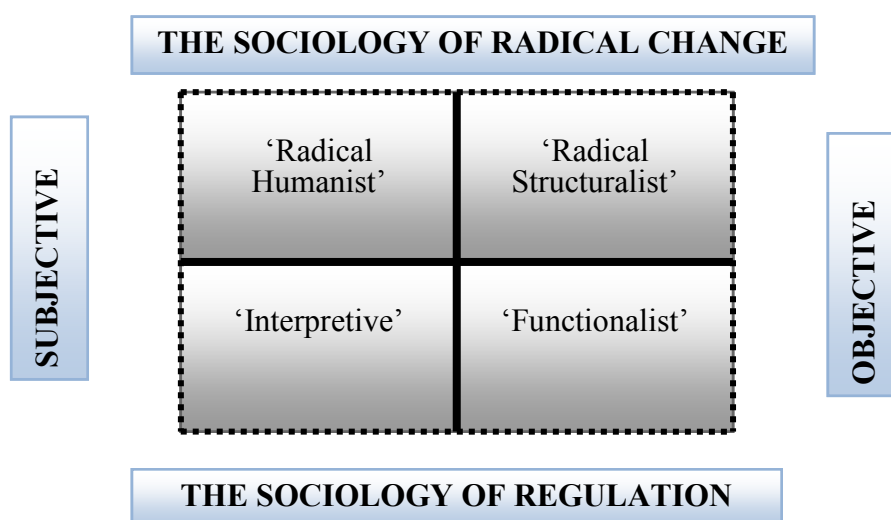 THE SOCIOLOGY OF RADICAL CHANGE
SUBJECTIVE
‘Radical
Humanist’
‘Radical
Structuralist’
‘Interpretive’
‘Functionalist’
OBJECTIVE
THE SOCIOLOGY OF REGULATION